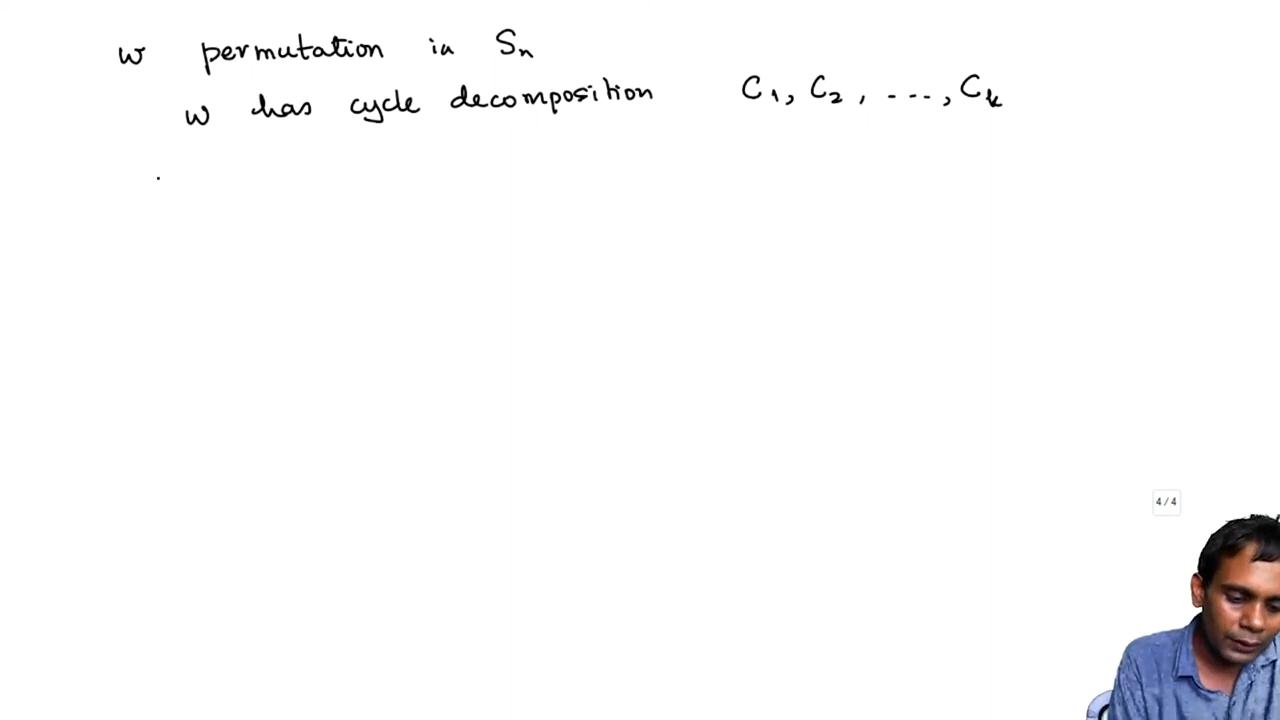 w permutation in Sₙ
w has cycle decomposition C₁, C₂, ...., Cₖ
4/4